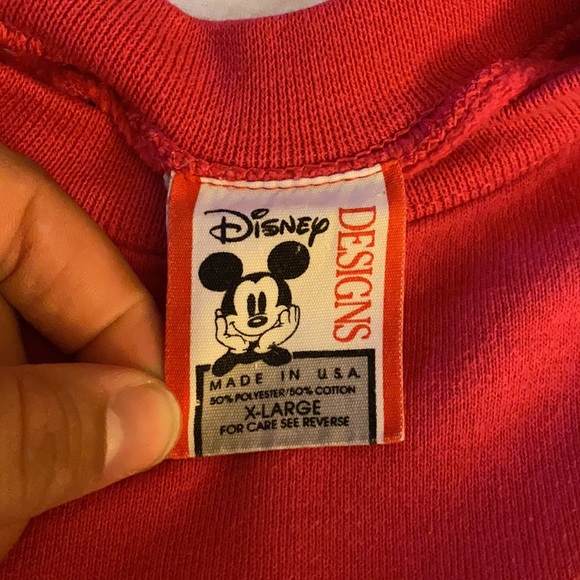 Disney
DESIGNS
MADE IN U.S.A.
50% POLYESTER/50% COTTON
X-LARGE
FOR CARE SEE REVERSE